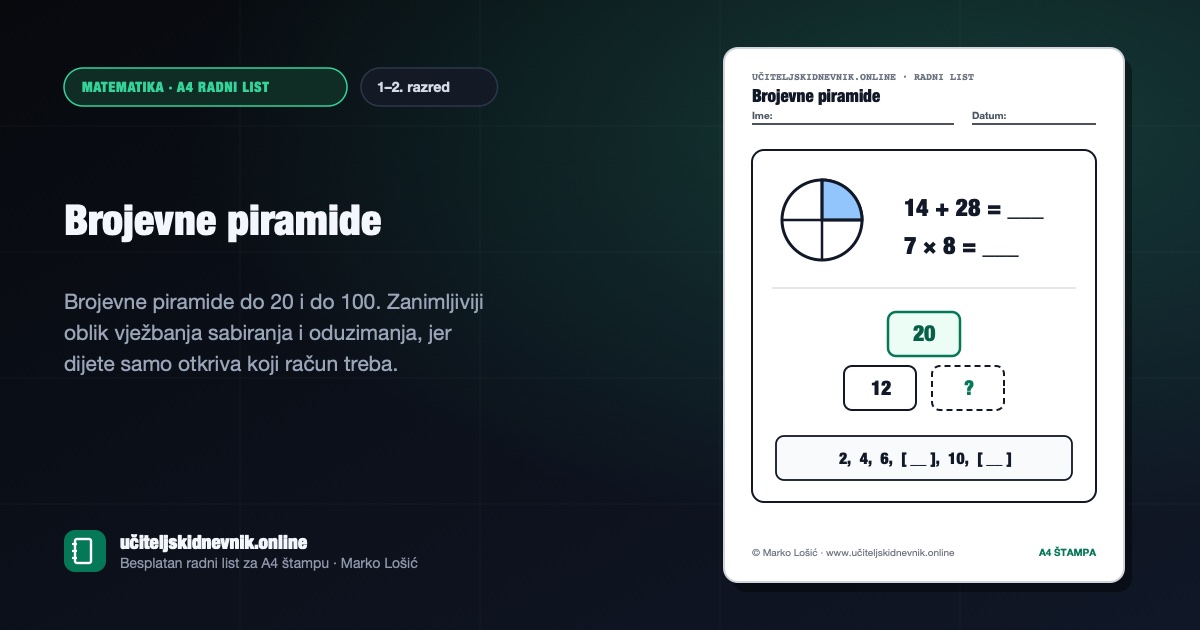 MATEMATIKA · A4 RADNI LIST
1–2. razred
Brojevne piramide
Brojevne piramide do 20 i do 100. Zanimljiviji
oblik vježbanja sabiranja i oduzimanja, jer
dijete samo otkriva koji račun treba.
učiteljskidnevnik.online
Besplatan radni list za A4 štampu · Marko Lošić
UČITELJSKIDNEVNIK.ONLINE · RADNI LIST
Brojevne piramide
Ime:
Datum:
14 + 28 = ___
7 × 8 = ___
20
12
?
2, 4, 6, [ __ ], 10, [ __ ]
© Marko Lošić · www.učiteljskidnevnik.online
A4 ŠTAMPA